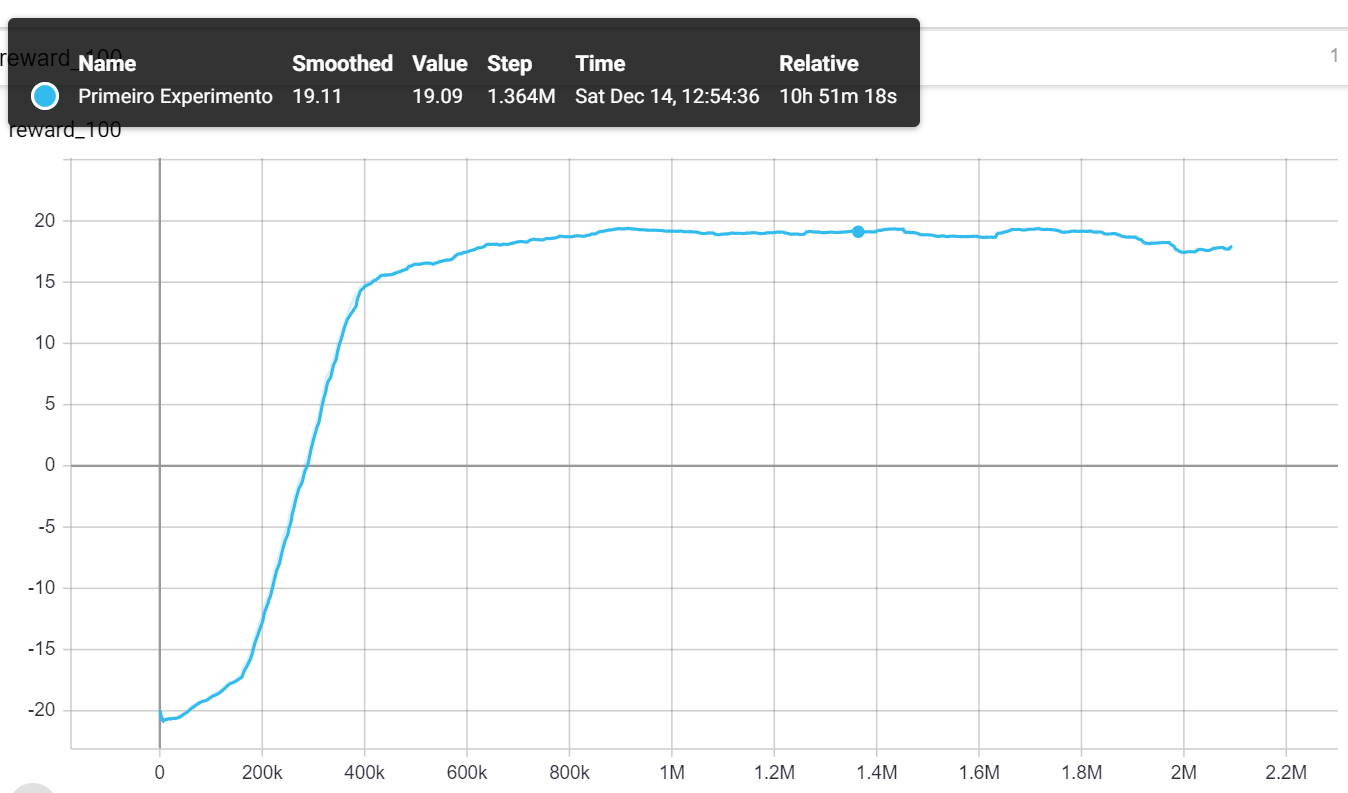 reward_100
1
Name Smoothed Value Step Time Relative
Primeiro Experimento 19.11 19.09 1.364M Sat Dec 14, 12:54:36 10h 51m 18s
reward_100
20
15
10
5
0
-5
-10
-15
-20
0 200k 400k 600k 800k 1M 1.2M 1.4M 1.6M 1.8M 2M 2.2M